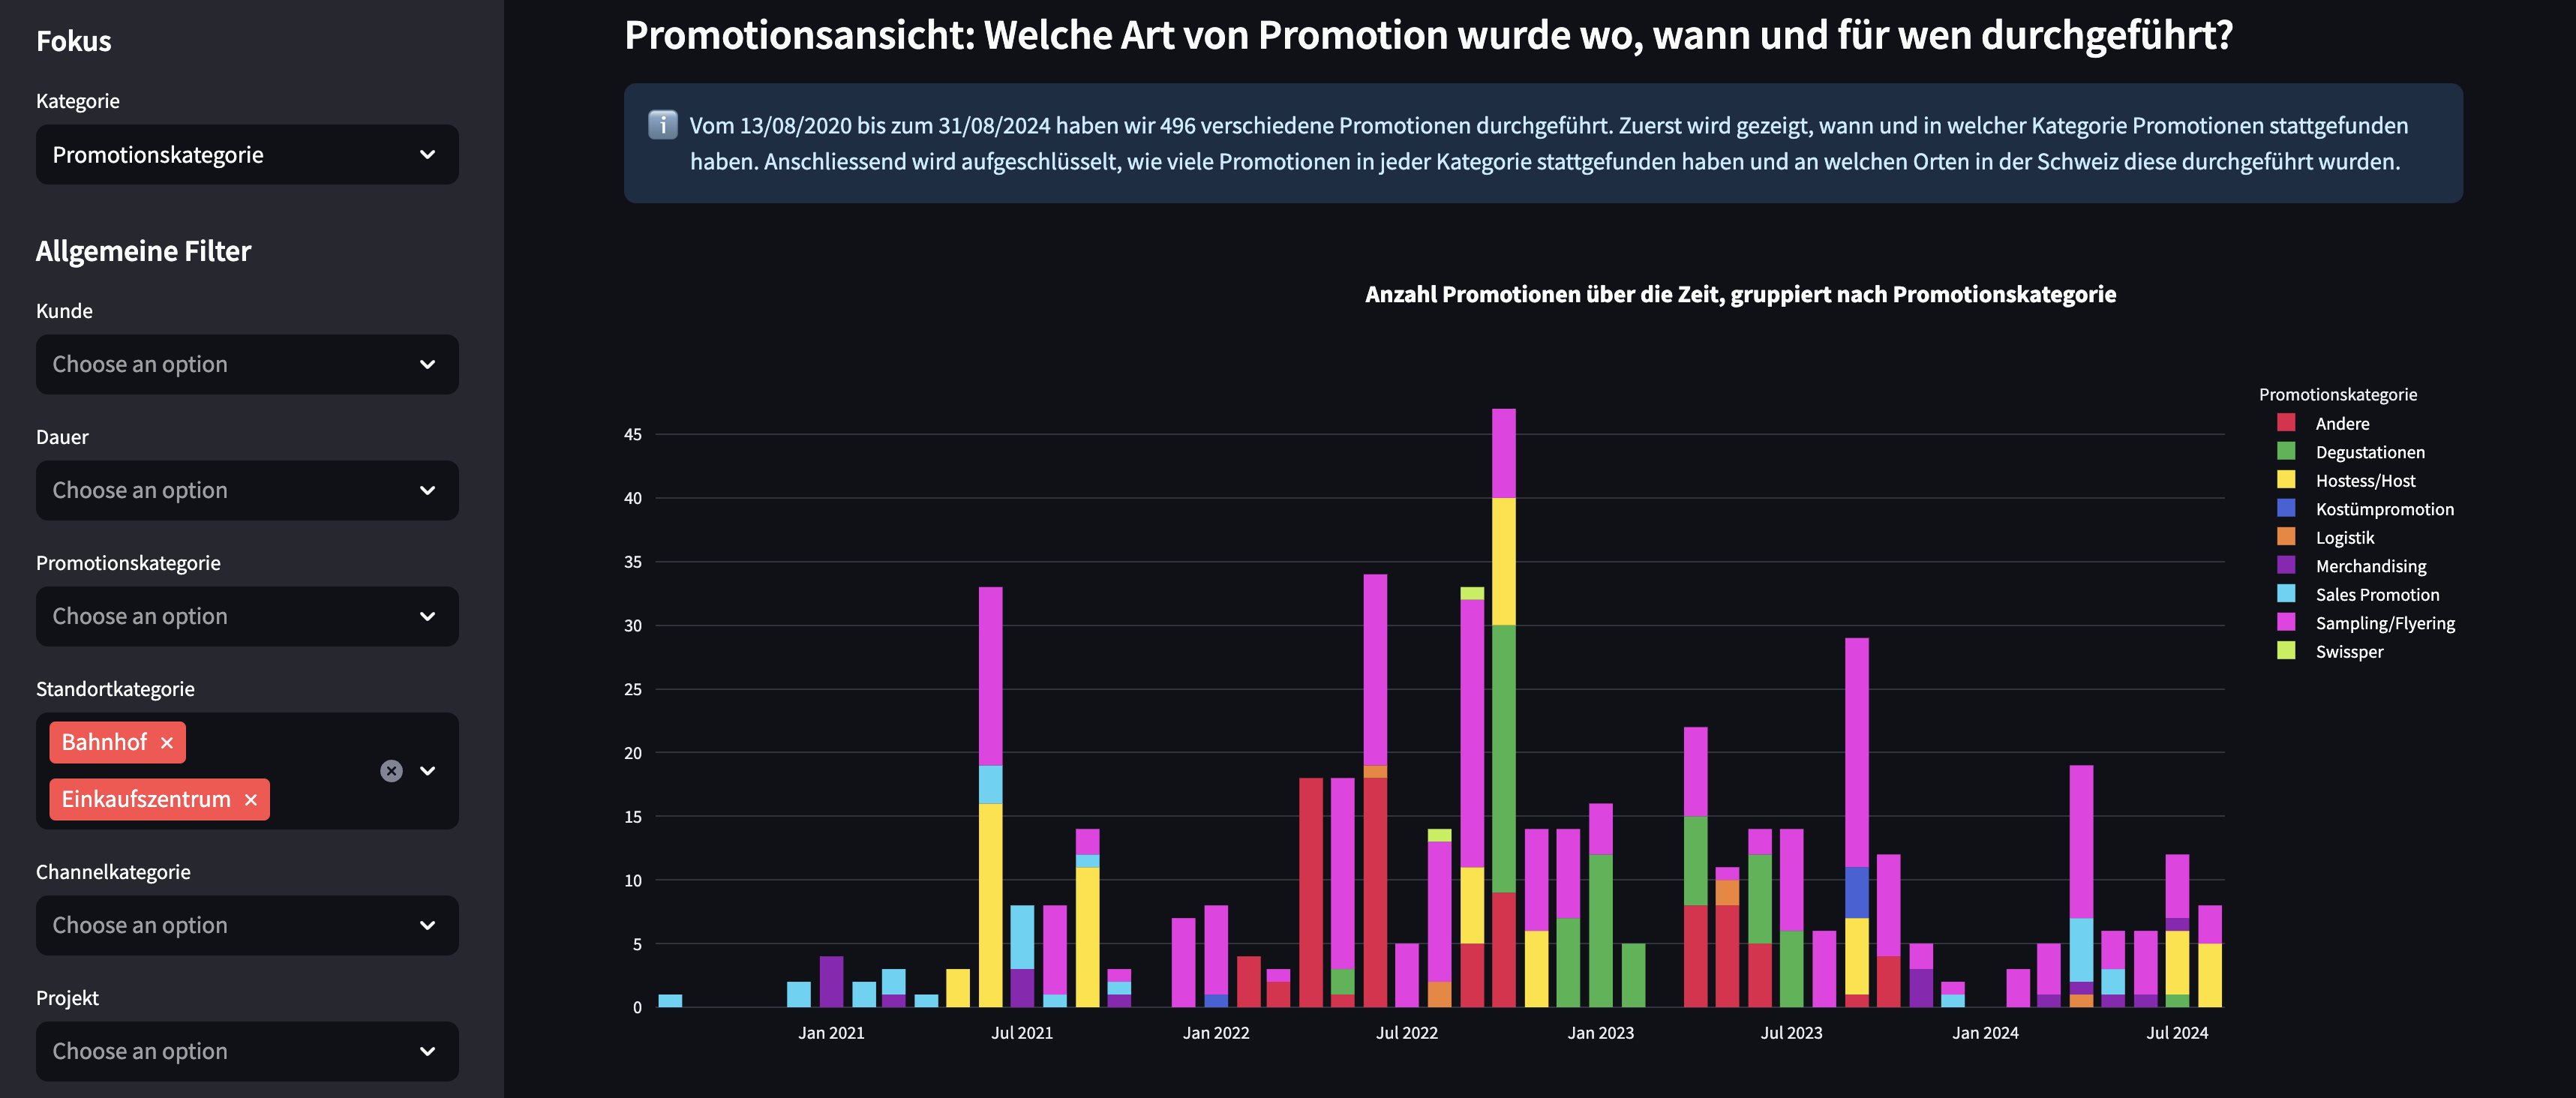 Fokus
Kategorie
Promotionskategorie
Allgemeine Filter
Kunde
Choose an option
Dauer
Choose an option
Promotionskategorie
Choose an option
Standortkategorie
Bahnhof
Einkaufszentrum
Channelkategorie
Choose an option
Projekt
Choose an option
Promotionsansicht: Welche Art von Promotion wurde wo, wann und für wen durchgeführt?
Vom 13/08/2020 bis zum 31/08/2024 haben wir 496 verschiedene Promotionen durchgeführt. Zuerst wird gezeigt, wann und in welcher Kategorie Promotionen stattgefunden
haben. Anschliessend wird aufgeschlüsselt, wie viele Promotionen in jeder Kategorie stattgefunden haben und an welchen Orten in der Schweiz diese durchgeführt wurden.
Anzahl Promotionen über die Zeit, gruppiert nach Promotionskategorie
45
40
35
30
25
20
15
10
5
0
Jan 2021
Jul 2021
Jan 2022
Jul 2022
Jan 2023
Jul 2023
Jan 2024
Jul 2024
Promotionskategorie
Andere
Degustationen
Hostess/Host
Kostümpromotion
Logistik
Merchandising
Sales Promotion
Sampling/Flyering
Swissper